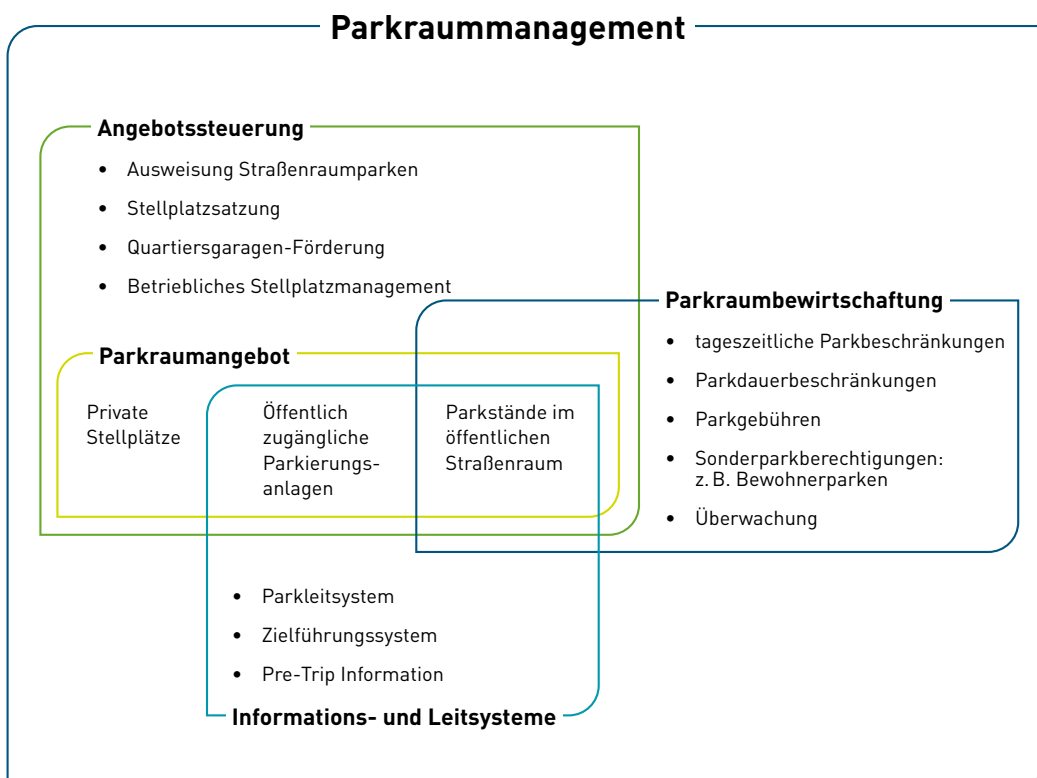 Parkraummanagement
Angebotssteuerung
• Ausweisung Straßenraumparken
• Stellplatzsatzung
• Quartiersgaragen-Förderung
• Betriebliches Stellplatzmanagement
Parkraumangebot
Private
Stellplätze
Öffentlich
zugängliche
Parkierungs-
anlagen
Parkstände im
öffentlichen
Straßenraum
Parkraumbewirtschaftung
• tageszeitliche Parkbeschränkungen
• Parkdauerbeschränkungen
• Parkgebühren
• Sonderparkberechtigungen:
z. B. Bewohnerparken
• Überwachung
• Parkleitsystem
• Zielführungssystem
• Pre-Trip Information
Informations- und Leitsysteme